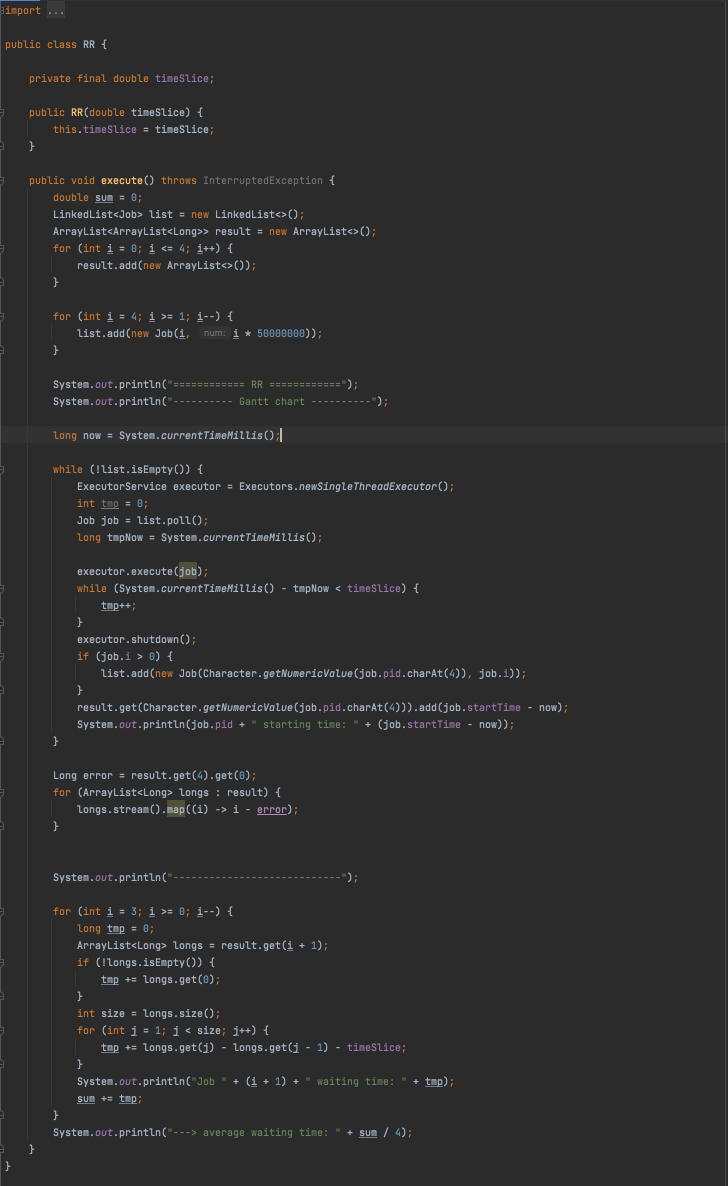 import ...
public class RR {
private final double timeSlice;
public RR(double timeSlice) {
this.timeSlice = timeSlice;
}
public void execute() throws InterruptedException {
double sum = 0;
LinkedList<Job> list = new LinkedList<>();
ArrayList<ArrayList<Long>> result = new ArrayList<>();
for (int i = 0; i <= 4; i++) {
result.add(new ArrayList<>());
}
for (int i = 4; i >= 1; i--) {
list.add(new Job(i, num: i * 50000000));
}
System.out.println("============ RR ============");
System.out.println("---------- Gantt chart ----------");
long now = System.currentTimeMillis();
while (!list.isEmpty()) {
ExecutorService executor = Executors.newSingleThreadExecutor();
int tmp = 0;
Job job = list.poll();
long tmpNow = System.currentTimeMillis();
executor.execute(job);
while (System.currentTimeMillis() - tmpNow < timeSlice) {
tmp++;
}
executor.shutdown();
if (job.i > 0) {
list.add(new Job(Character.getNumericValue(job.pid.charAt(4)), job.i));
}
result.get(Character.getNumericValue(job.pid.charAt(4))).add(job.startTime - now);
System.out.println(job.pid + " starting time: " + (job.startTime - now));
}
Long error = result.get(4).get(0);
for (ArrayList<Long> longs : result) {
longs.stream().map((i) -> i - error);
}
System.out.println("----------------------------");
for (int i = 3; i >= 0; i--) {
long tmp = 0;
ArrayList<Long> longs = result.get(i + 1);
if (!longs.isEmpty()) {
tmp += longs.get(0);
}
int size = longs.size();
for (int j = 1; j < size; j++) {
tmp += longs.get(j) - longs.get(j - 1) - timeSlice;
}
System.out.println("Job " + (i + 1) + " waiting time: " + tmp);
sum += tmp;
}
System.out.println("---> average waiting time: " + sum / 4);
}
}